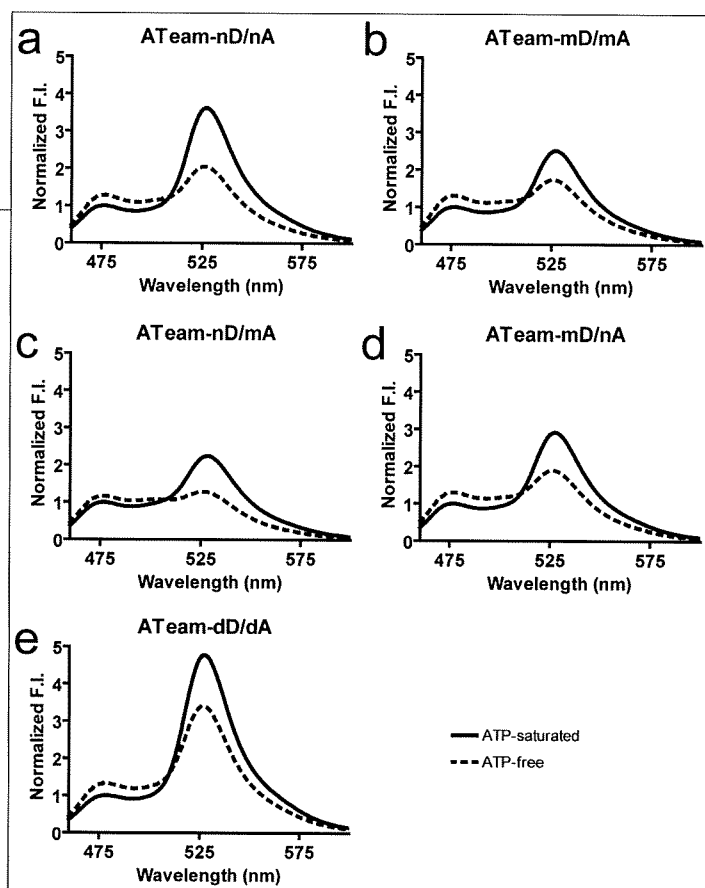 a
ATeam-nD/nA
Normalized F.I.
5
4
3
2
1
0
475 525 575
Wavelength (nm)
b
ATeam-mD/mA
Normalized F.I.
5
4
3
2
1
0
475 525 575
Wavelength (nm)
c
ATeam-nD/mA
Normalized F.I.
5
4
3
2
1
0
475 525 575
Wavelength (nm)
d
ATeam-mD/nA
Normalized F.I.
5
4
3
2
1
0
475 525 575
Wavelength (nm)
e
ATeam-dD/dA
Normalized F.I.
5
4
3
2
1
0
475 525 575
Wavelength (nm)
ATP-saturated
ATP-free